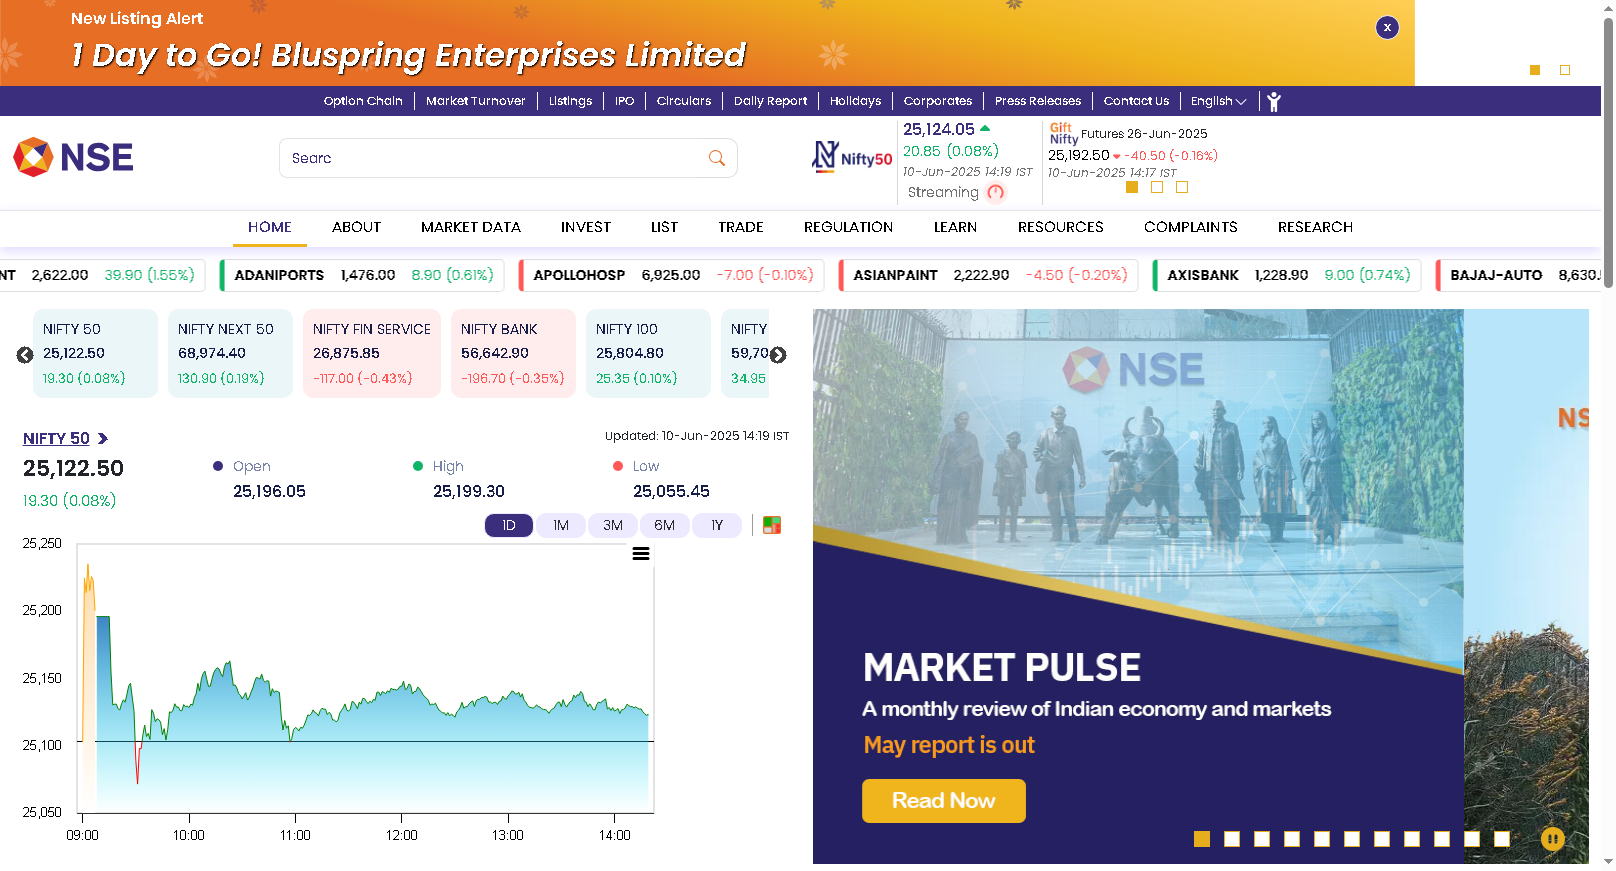 New Listing Alert
1 Day to Go! Bluspring Enterprises Limited
x
Option Chain Market Turnover Listings IPO Circulars Daily Report Holidays Corporates Press Releases Contact Us English
NSE
Searc
Nifty50
25,124.05
20.85 (0.08%)
10-Jun-2025 14:19 IST
Streaming
Gift Nifty Futures 26-Jun-2025
25,192.50 -40.50 (-0.16%)
10-Jun-2025 14:17 IST
HOME ABOUT MARKET DATA INVEST LIST TRADE REGULATION LEARN RESOURCES COMPLAINTS RESEARCH
NT 2,622.00 39.90 (1.55%) ADANIPORTS 1,476.00 8.90 (0.61%) APOLLOHOSP 6,925.00 -7.00 (-0.10%) ASIANPAINT 2,222.90 -4.50 (-0.20%) AXISBANK 1,228.90 9.00 (0.74%) BAJAJ-AUTO 8,630.
NIFTY 50 NIFTY NEXT 50 NIFTY FIN SERVICE NIFTY BANK NIFTY 100 NIFTY
25,122.50 68,974.40 26,875.85 56,642.90 25,804.80 59,70
19.30 (0.08%) 130.90 (0.19%) -117.00 (-0.43%) -196.70 (-0.35%) 25.35 (0.10%) 34.95
NIFTY 50
Updated: 10-Jun-2025 14:19 IST
25,122.50
19.30 (0.08%)
Open High Low
25,196.05 25,199.30 25,055.45
1D 1M 3M 6M 1Y
25,250
25,200
25,150
25,100
25,050
09:00 10:00 11:00 12:00 13:00 14:00
NSE
NS
MARKET PULSE
A monthly review of Indian economy and markets
May report is out
Read Now